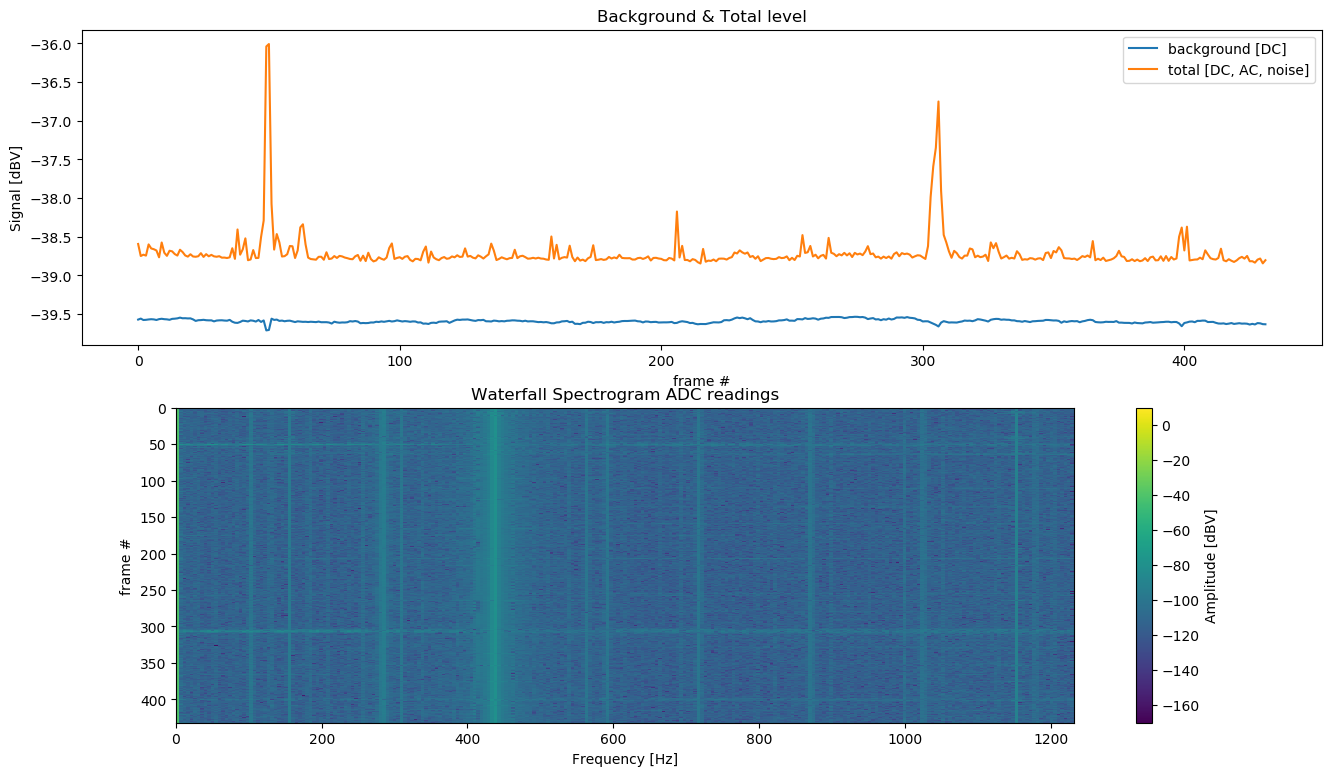 Background & Total level
Signal [dBV]
−36.0
−36.5
−37.0
−37.5
−38.0
−38.5
−39.0
−39.5
background [DC]
total [DC, AC, noise]
0 100 200 300 400
frame #
Waterfall Spectrogram ADC readings
frame #
0
50
100
150
200
250
300
350
400
0 200 400 600 800 1000 1200
Frequency [Hz]
0
−20
−40
−60
−80
−100
−120
−140
−160
Amplitude [dBV]